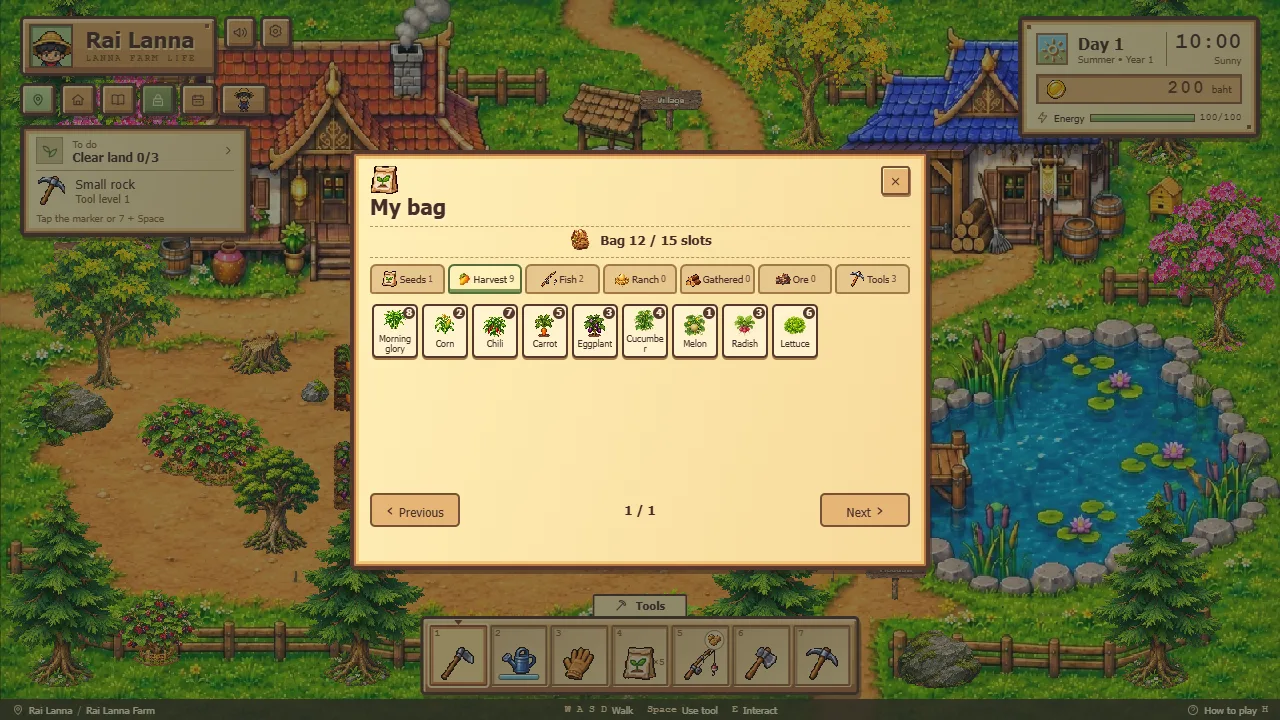 Rai Lanna
LANNA FARM LIFE
Day 1
Summer • Year 1
10:00
Sunny
200 baht
Energy
100/100
To do
Clear land 0/3
Small rock
Tool level 1
Tap the marker or 7 + Space
Village
My bag
×
Bag 12 / 15 slots
Seeds 1
Harvest 9
Fish 2
Ranch 0
Gathered 0
Ore 0
Tools 3
8
Morning
glory
2
Corn
7
Chili
5
Carrot
3
Eggplant
4
Cucumbe
r
1
Melon
3
Radish
6
Lettuce
‹ Previous
1 / 1
Next ›
Tools
1
2
3
4
×5
5
6
7
Rai Lanna / Rai Lanna Farm
W A S D Walk
Space Use tool
E Interact
How to play H